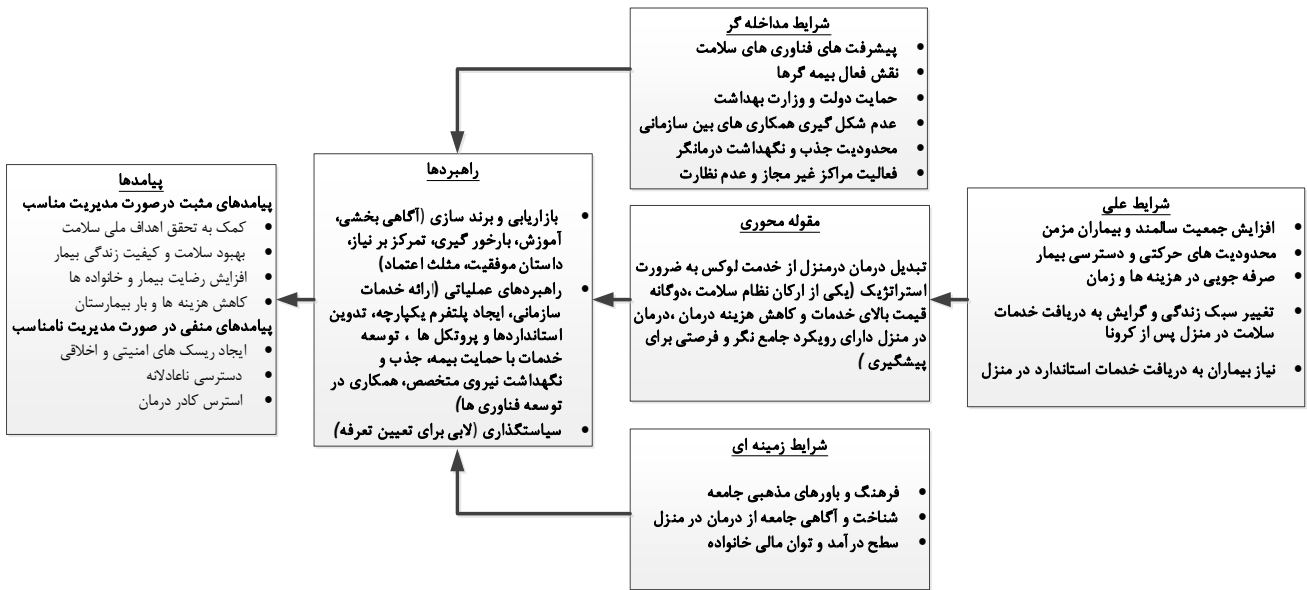 شرایط مداخله گر
• پیشرفت های فناوری های سلامت
• نقش فعال بیمه گرها
• حمایت دولت و وزارت بهداشت
• عدم شکل گیری همکاری های بین سازمانی
• محدودیت جذب و نگهداشت درمانگر
• فعالیت مراکز غیر مجاز و عدم نظارت
شرایط علی
• افزایش جمعیت سالمند و بیماران مزمن
• محدودیت های حرکتی و دسترسی بیمار
• صرفه جویی در هزینه ها و زمان
• تغییر سبک زندگی و گرایش به دریافت خدمات
سلامت در منزل پس از کرونا
• نیاز بیماران به دریافت خدمات استاندارد در منزل
مقوله محوری
تبدیل درمان درمنزل از خدمت لوکس به ضرورت
استراتژیک (یکی از ارکان نظام سلامت ،دوگانه
قیمت بالای خدمات و کاهش هزینه درمان ،درمان
در منزل دارای رویکرد جامع نگر و فرصتی برای
پیشگیری )
شرایط زمینه ای
• فرهنگ و باورهای مذهبی جامعه
• شناخت و آگاهی جامعه از درمان در منزل
• سطح درآمد و توان مالی خانواده
راهبردها
• بازاریابی و برند سازی (آگاهی بخشی،
آموزش، بارخور گیری، تمرکز بر نیاز،
داستان موفقیت، مثلث اعتماد)
• راهبردهای عملیاتی (ارائه خدمات
سازمانی، ایجاد پلتفرم یکپارچه، تدوین
استانداردها و پروتکل ها ، توسعه
خدمات با حمایت بیمه، جذب و
نگهداشت نیروی متخصص، همکاری در
توسعه فناوری ها)
• سیاستگذاری (لابی برای تعیین تعرفه)
پیامدها
پیامدهای مثبت درصورت مدیریت مناسب
• کمک به تحقق اهداف ملی سلامت
• بهبود سلامت و کیفیت زندگی بیمار
• افزایش رضایت بیمار و خانواده ها
• کاهش هزینه ها و بار بیمارستان
پیامدهای منفی در صورت مدیریت نامناسب
• ایجاد ریسک های امنیتی و اخلاقی
• دسترسی ناعادلانه
• استرس کادر درمان